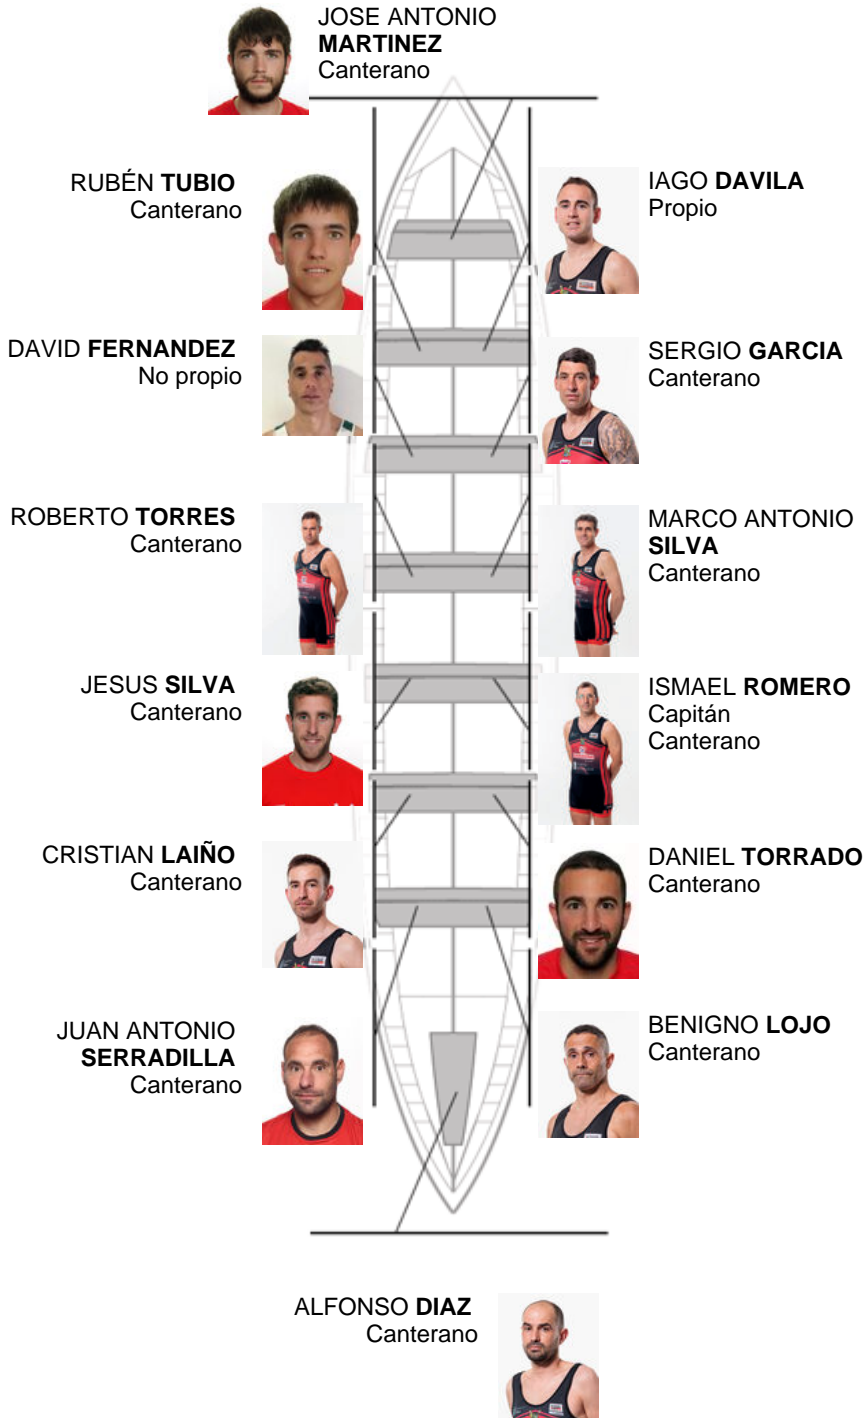 JOSE ANTONIO
MARTINEZ
Canterano
RUBÉN TUBIO
Canterano
IAGO DAVILA
Propio
DAVID FERNANDEZ
No propio
SERGIO GARCIA
Canterano
ROBERTO TORRES
Canterano
MARCO ANTONIO
SILVA
Canterano
JESUS SILVA
Canterano
ISMAEL ROMERO
Capitán
Canterano
CRISTIAN LAIÑO
Canterano
DANIEL TORRADO
Canterano
JUAN ANTONIO
SERRADILLA
Canterano
BENIGNO LOJO
Canterano
ALFONSO DIAZ
Canterano